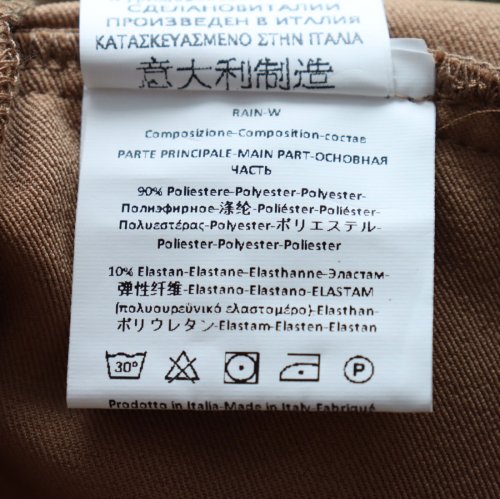 СДЕЛАНОВИТАЛИИ
ПРОИЗВЕДЕН В ИТАЛИЯ
ΚΑΤΑΣΚΕΥΑΣΜΕΝΟ ΣΤΗΝ ΙΤΑΛΙΑ
意大利制造
RAIN-W
Composizione-Composition-состав
PARTE PRINCIPALE-MAIN PART-ОСНОВНАЯ
ЧАСТЬ
90% Poliestere-Polyester-Polyester-
Полиэфирное-涤纶-Poliéster-Poliéster-
Πολυεστέρας-Polyester-ポリエステル-
Poliester-Polyester-Poliester
10% Elastan-Elastane-Elasthanne-Эластам-
弹性纤维-Elastano-Elastano-ELASTAM
(πολυουρεϋνικό ελαστομερό)-Elasthan-
ポリウレタン-Elastam-Elasten-Elastan
30° P
Prodotto in Italia-Made in Italy Fabriqué